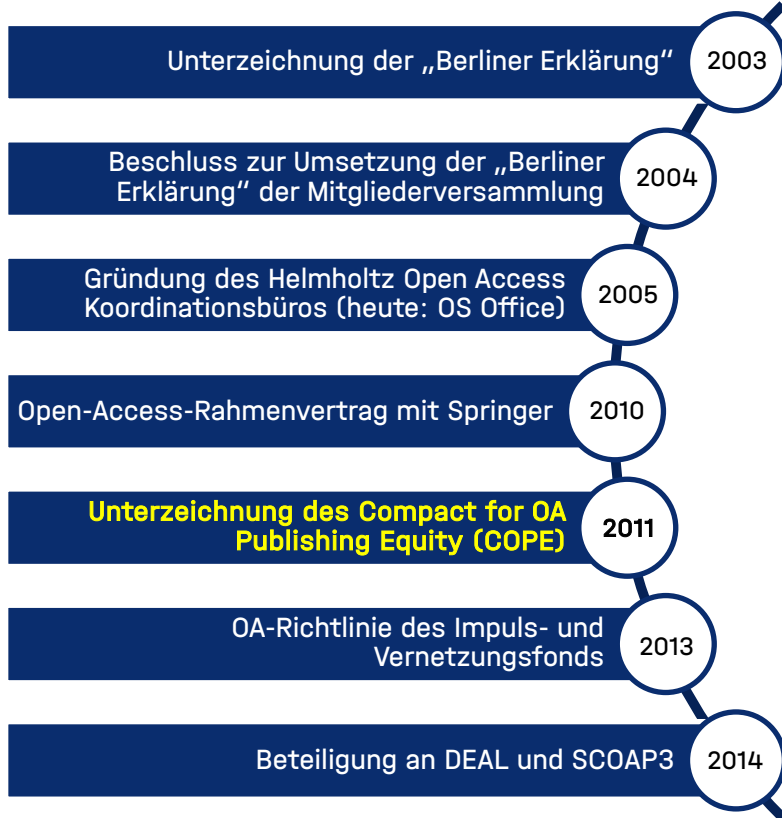 Unterzeichnung der „Berliner Erklärung“
2003
Beschluss zur Umsetzung der „Berliner
Erklärung“ der Mitgliederversammlung
2004
Gründung des Helmholtz Open Access
Koordinationsbüros (heute: OS Office)
2005
Open-Access-Rahmenvertrag mit Springer
2010
Unterzeichnung des Compact for OA
Publishing Equity (COPE)
2011
OA-Richtlinie des Impuls- und
Vernetzungsfonds
2013
Beteiligung an DEAL und SCOAP3
2014